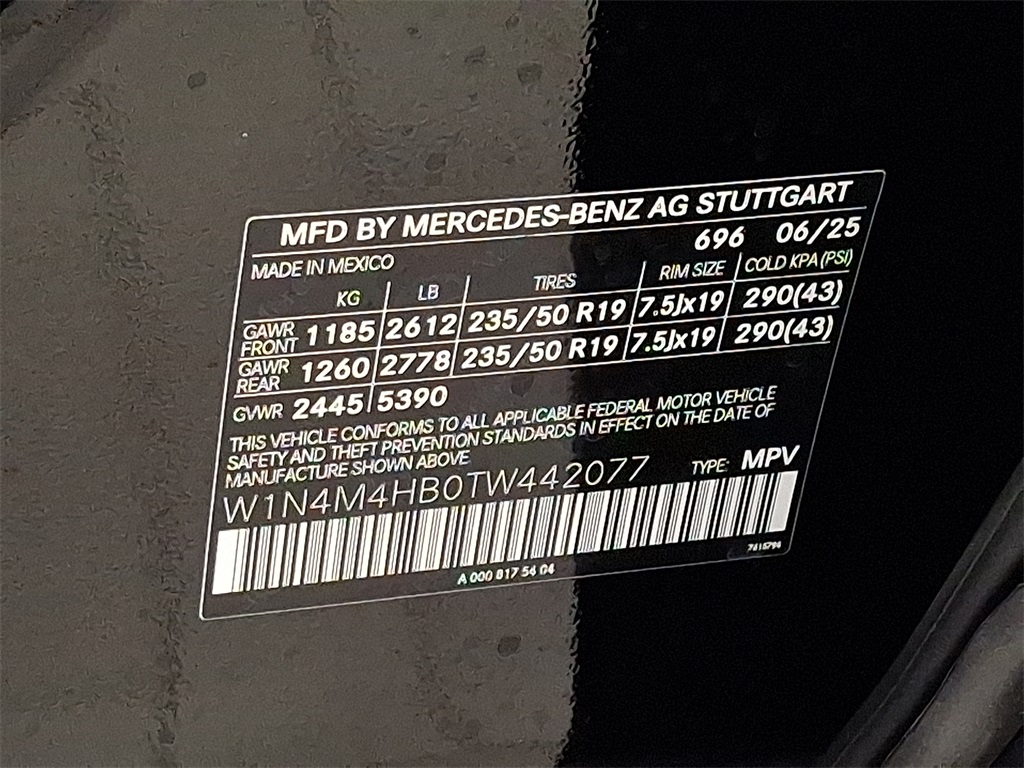 MFD BY MERCEDES-BENZ AG STUTTGART
696 06/25
MADE IN MEXICO
KG LB TIRES RIM SIZE COLD KPA (PSI)
GAWR FRONT 1185 2612 235/50 R19 7.5Jx19 290(43)
GAWR REAR 1260 2778 235/50 R19 7.5Jx19 290(43)
GVWR 2445 5390
THIS VEHICLE CONFORMS TO ALL APPLICABLE FEDERAL MOTOR VEHICLE
SAFETY AND THEFT PREVENTION STANDARDS IN EFFECT ON THE DATE OF
MANUFACTURE SHOWN ABOVE
W1N4M4HB0TW442077 TYPE: MPV
A 000 817 54 04